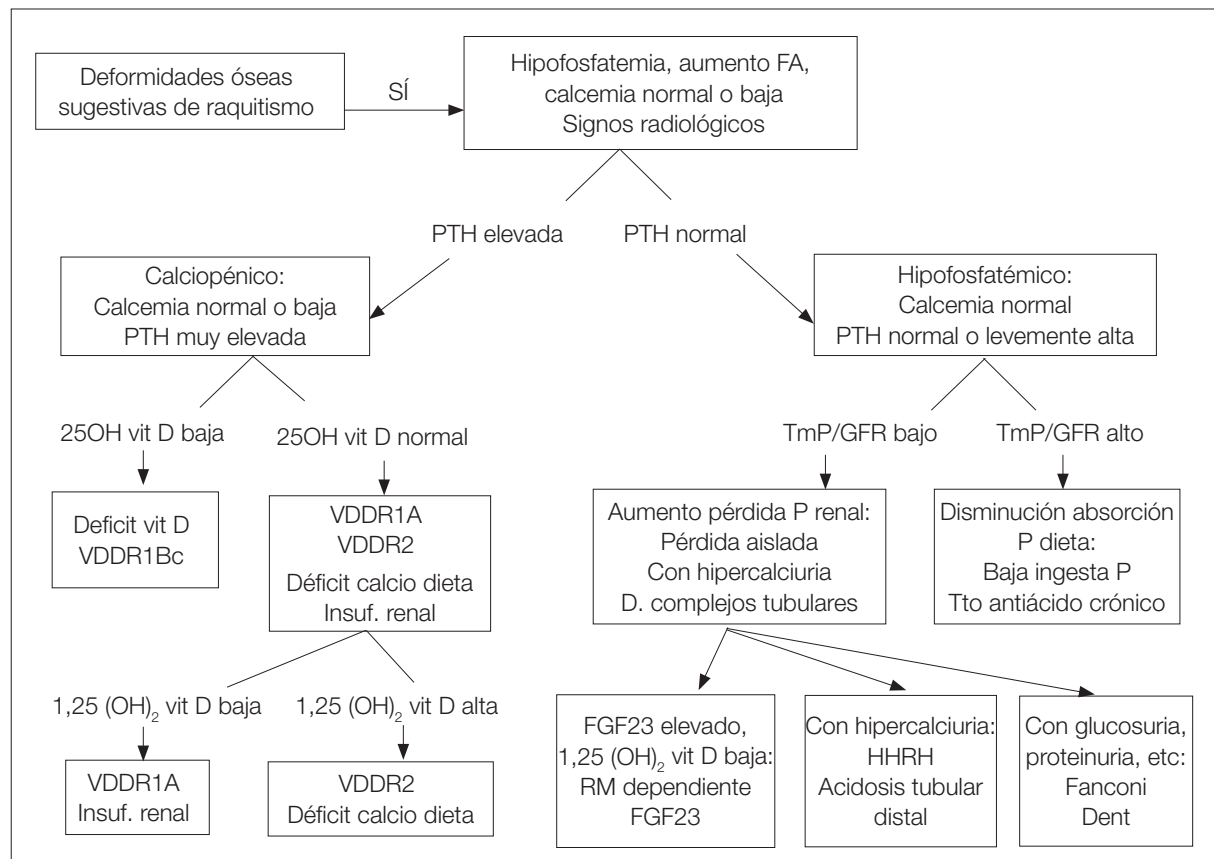 Deformidades óseas
sugestivas de raquitismo
SÍ
Hipofosfatemia, aumento FA,
calcemia normal o baja
Signos radiológicos
PTH elevada
PTH normal
Calciopénico:
Calcemia normal o baja
PTH muy elevada
Hipofosfatémico:
Calcemia normal
PTH normal o levemente alta
25OH vit D baja
25OH vit D normal
TmP/GFR bajo
TmP/GFR alto
Deficit vit D
VDDR1Bc
VDDR1A
VDDR2
Déficit calcio dieta
Insuf. renal
Aumento pérdida P renal:
Pérdida aislada
Con hipercalciuria
D. complejos tubulares
Disminución absorción
P dieta:
Baja ingesta P
Tto antiácido crónico
1,25 (OH)₂ vit D baja
1,25 (OH)₂ vit D alta
VDDR1A
Insuf. renal
VDDR2
Déficit calcio dieta
FGF23 elevado,
1,25 (OH)₂ vit D baja:
RM dependiente
FGF23
Con hipercalciuria:
HHRH
Acidosis tubular
distal
Con glucosuria,
proteinuria, etc:
Fanconi
Dent